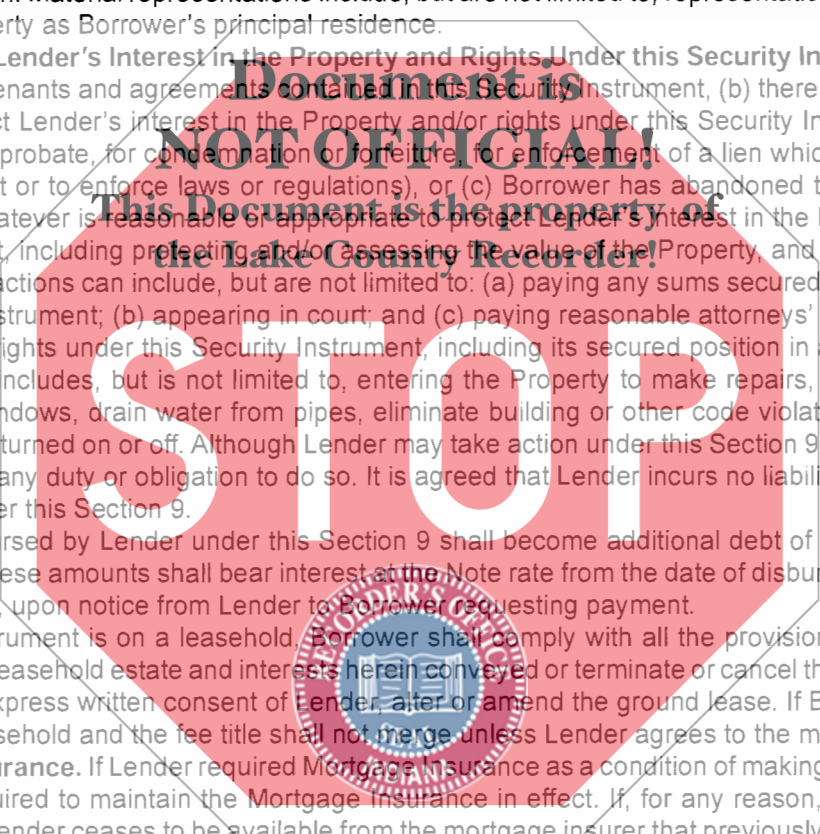 nt. Material representations include, but are not limited to, representatio
erty as Borrower's principal residence.
Lender's Interest in the Property and Rights Under this Security In
enants and agreements contained in this Security Instrument, (b) there
ct Lender's interest in the Property and/or rights under this Security In
probate, for condemnation or forfeiture, for enforcement of a lien whic
t or to enforce laws or regulations), or (c) Borrower has abandoned t
atever is reasonable or appropriate to protect Lender's interest in the
t, including protecting and/or assessing the value of the Property, and
actions can include, but are not limited to: (a) paying any sums secured
strument; (b) appearing in court; and (c) paying reasonable attorneys'
ights under this Security Instrument, including its secured position in a
includes, but is not limited to, entering the Property to make repairs,
ndows, drain water from pipes, eliminate building or other code violat
turned on or off. Although Lender may take action under this Section 9
any duty or obligation to do so. It is agreed that Lender incurs no liabili
er this Section 9.
rsed by Lender under this Section 9 shall become additional debt of
ese amounts shall bear interest at the Note rate from the date of disbur
, upon notice from Lender to Borrower requesting payment.
rument is on a leasehold, Borrower shall comply with all the provision
easehold estate and interests herein conveyed or terminate or cancel th
xpress written consent of Lender, alter or amend the ground lease. If B
sehold and the fee title shall not merge unless Lender agrees to the m
urance. If Lender required Mortgage Insurance as a condition of making
uired to maintain the Mortgage Insurance in effect. If, for any reason,
ender ceases to be available from the mortgage insurer that previously
Document is
NOT OFFICIAL!
This Document is the property of
the Lake County Recorder!
STOP
RECORDER'S OFFICE
SEAL
INDIANA